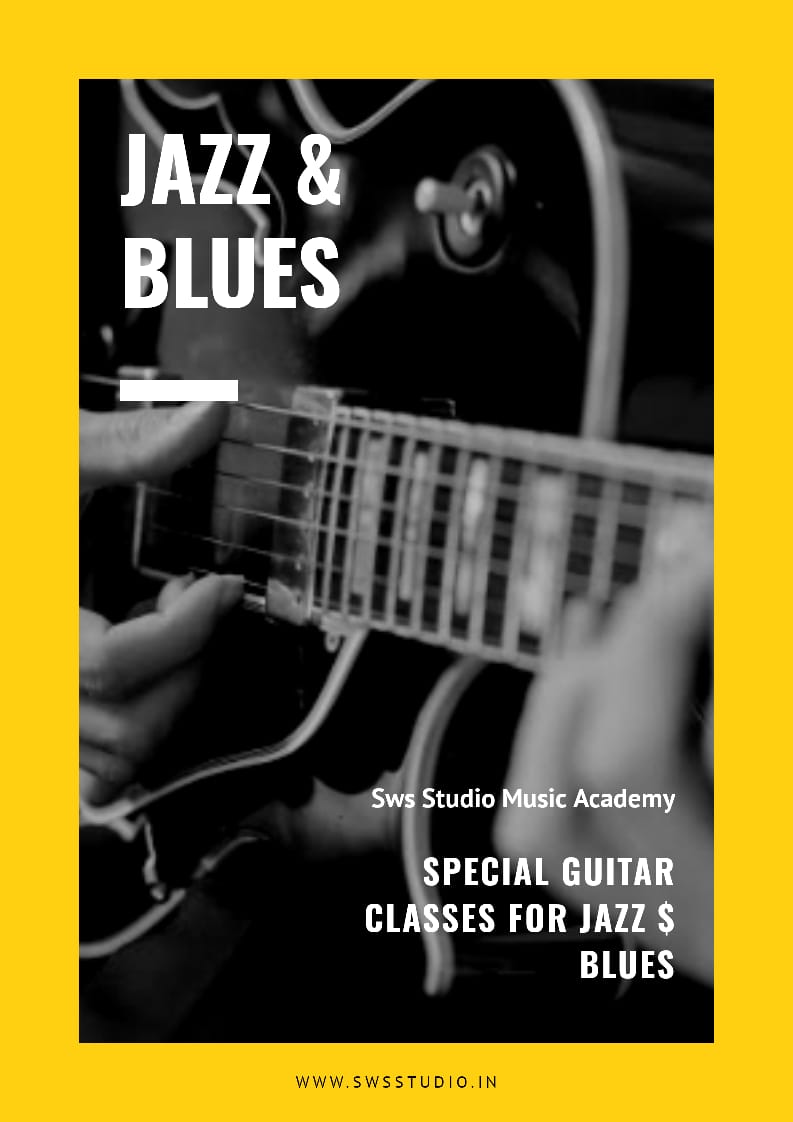 JAZZ &
BLUES
Sws Studio Music Academy
SPECIAL GUITAR
CLASSES FOR JAZZ $
BLUES
WWW.SWSSTUDIO.IN